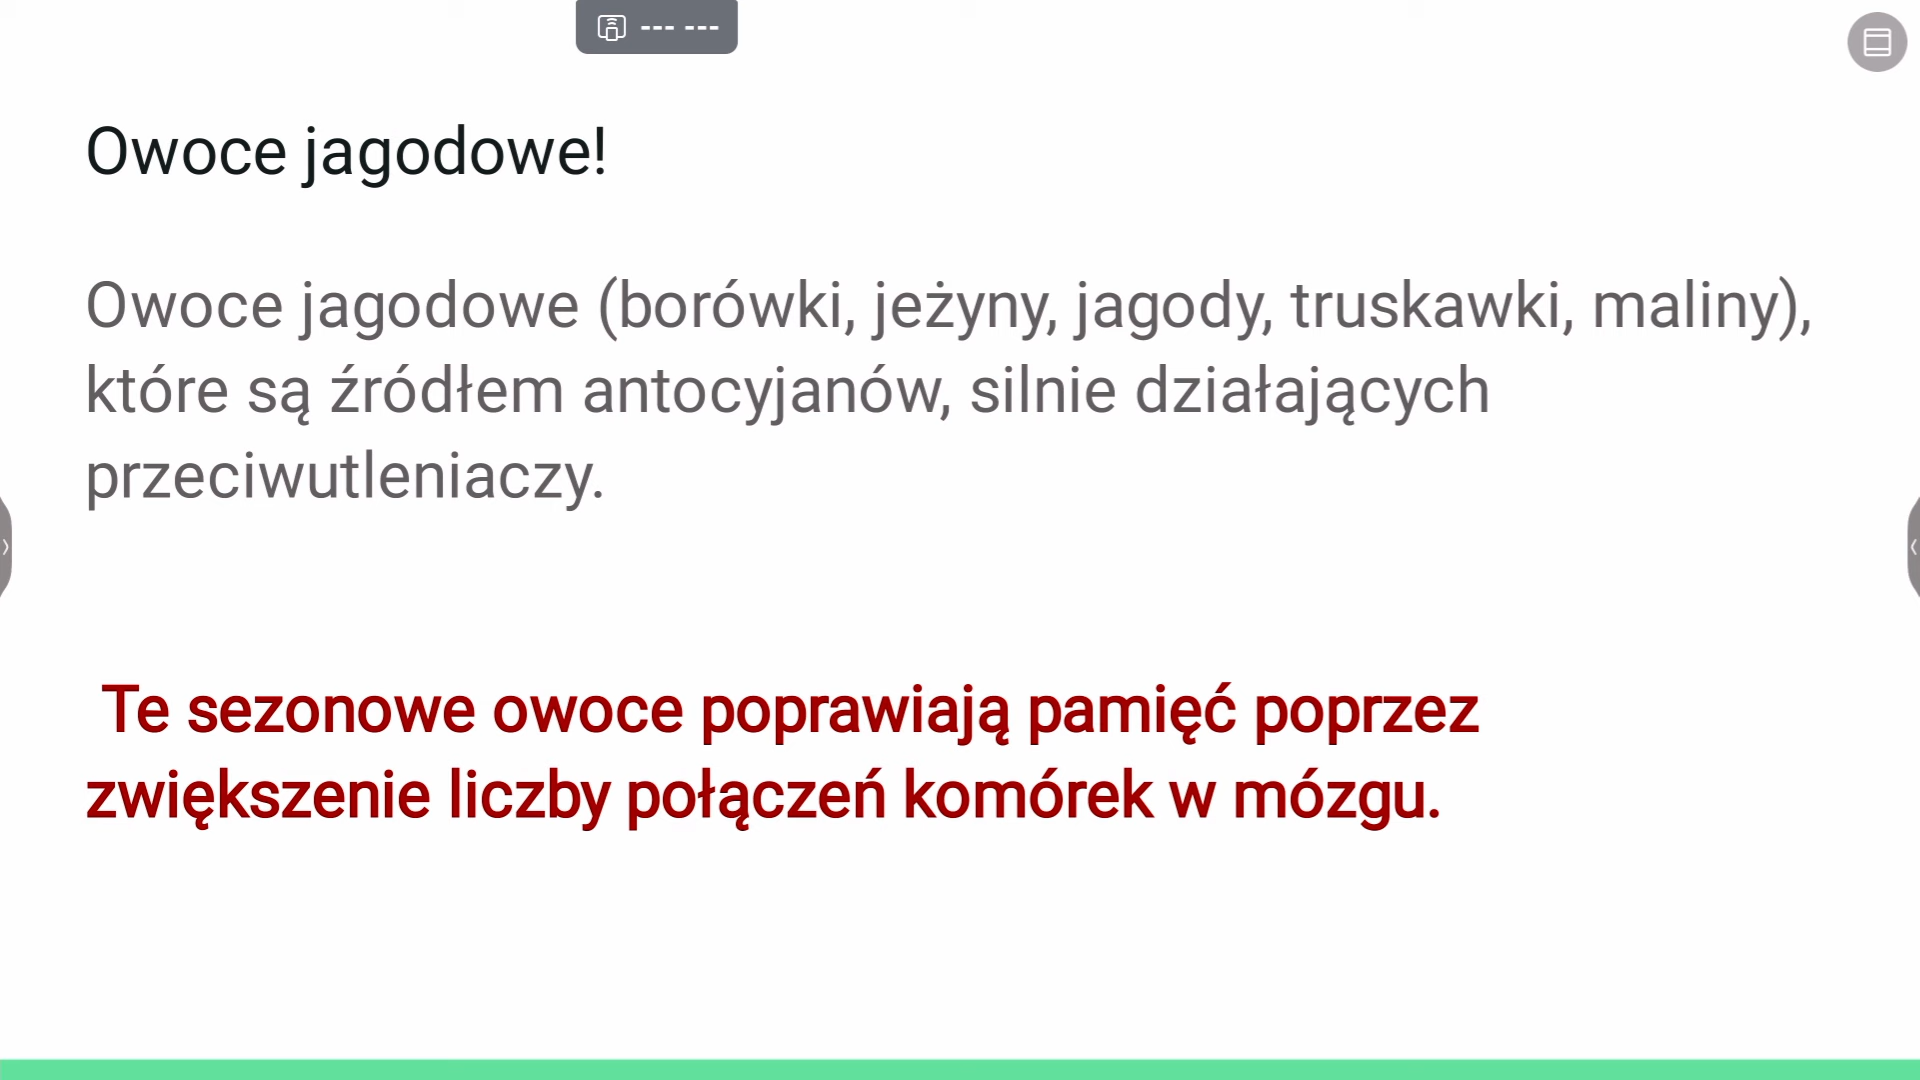 --- ---
Owoce jagodowe!
Owoce jagodowe (borówki, jeżyny, jagody, truskawki, maliny),
które są źródłem antocyjanów, silnie działających
przeciwutleniaczy.
Te sezonowe owoce poprawiają pamięć poprzez
zwiększenie liczby połączeń komórek w mózgu.